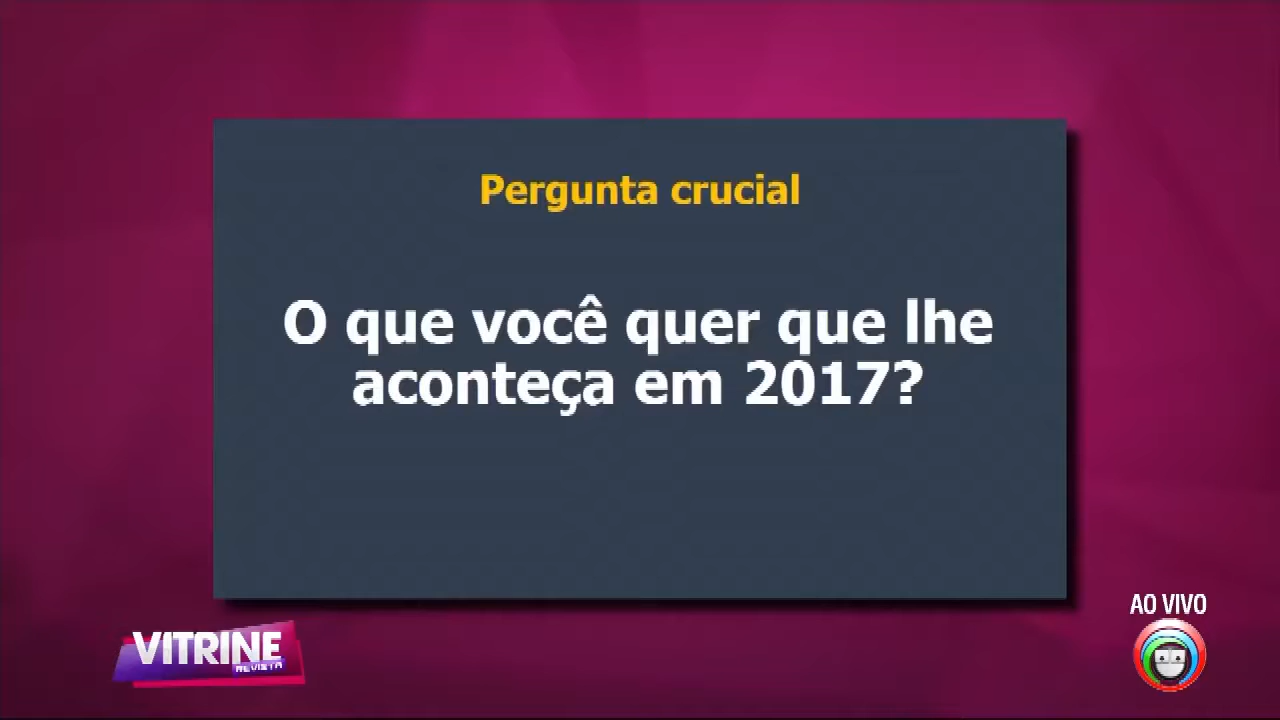 Pergunta crucial
O que você quer que lhe
aconteça em 2017?
AO VIVO
VITRINE
REVISTA